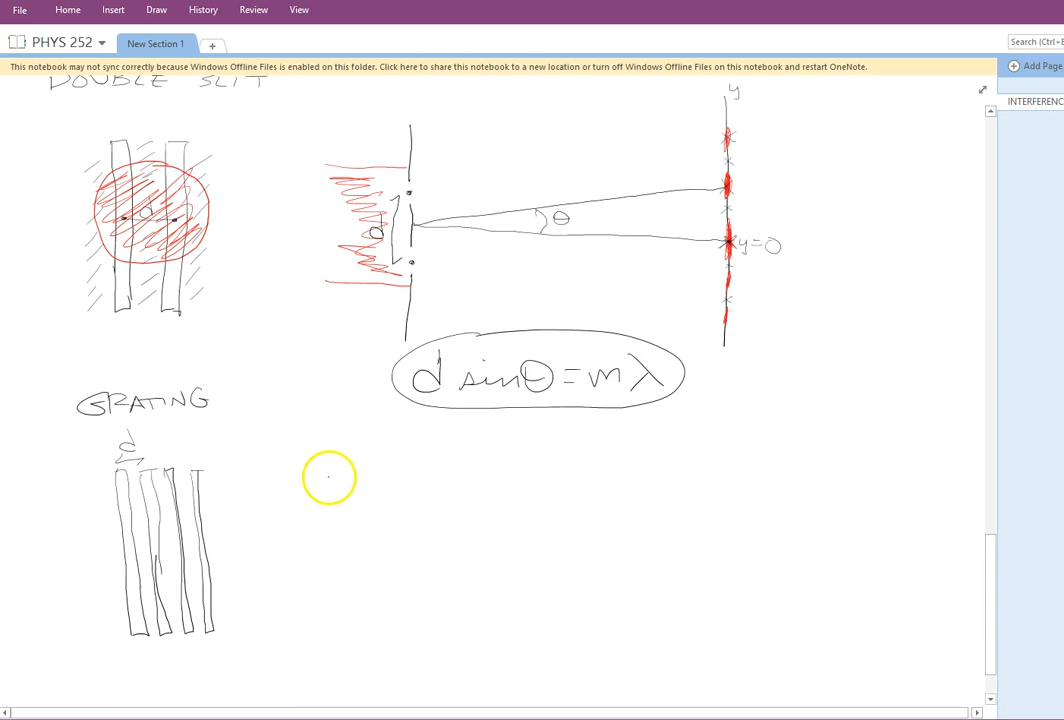 File Home Insert Draw History Review View
PHYS 252 New Section 1 + Search (Ctrl+E
This notebook may not sync correctly because Windows Offline Files is enabled on this folder. Click here to share this notebook to a new location or turn off Windows Offline Files on this notebook and restart OneNote.
Add Page
DOUBLE SLIT
y
INTERFERENC
d
θ
d
y=0
d sinθ = mλ
GRATING
d